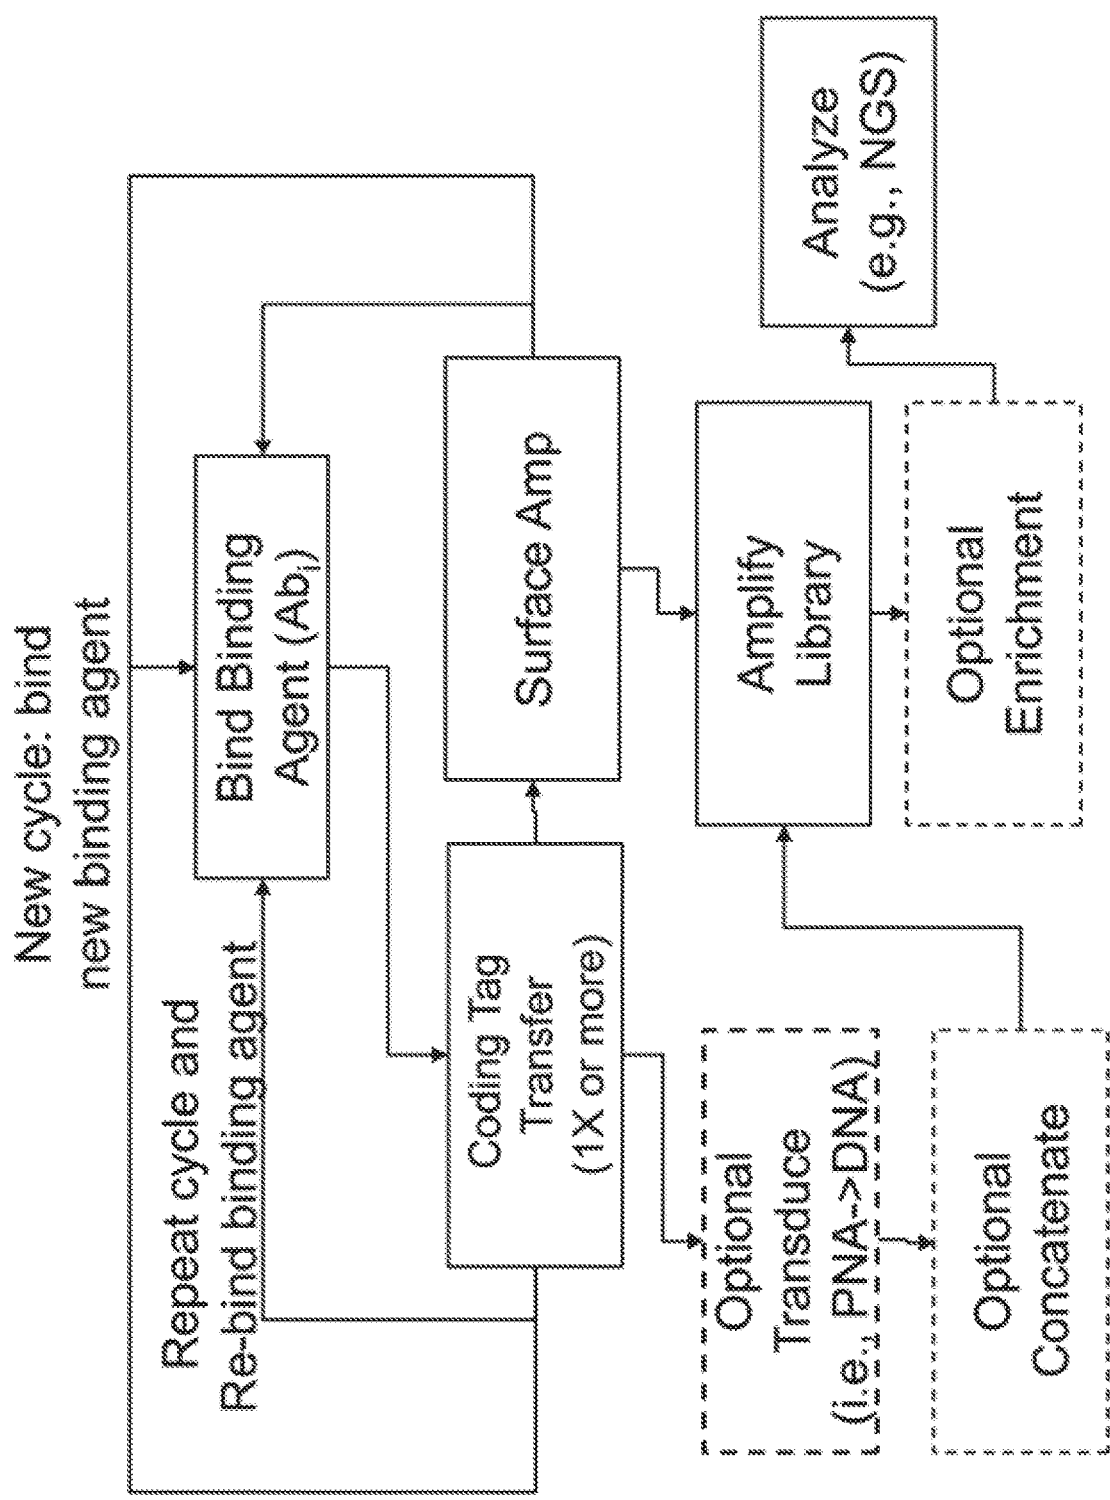 New cycle: bind
new binding agent
Repeat cycle and
Re-bind binding agent
Bind Binding
Agent (Abi)
Coding Tag
Transfer
(1X or more)
Surface Amp
Optional
Transduce
(i.e., PNA->DNA)
Optional
Concatenate
Amplify
Library
Optional
Enrichment
Analyze
(e.g., NGS)